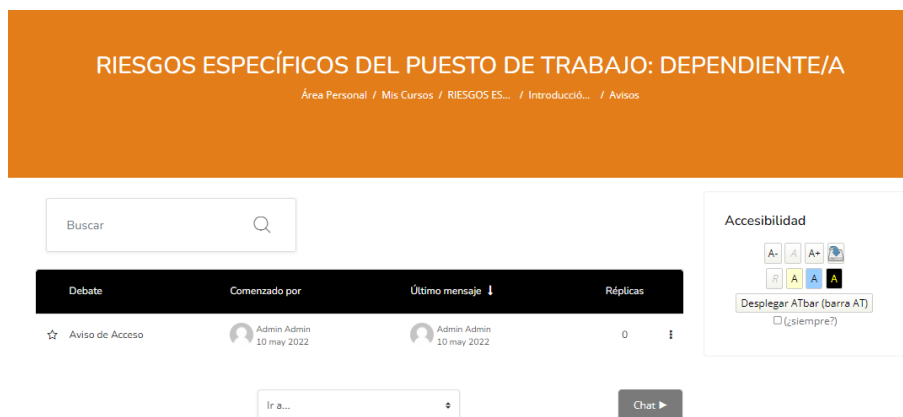 RIESGOS ESPECÍFICOS DEL PUESTO DE TRABAJO: DEPENDIENTE/A
Área Personal / Mis Cursos / RIESGOS ES... / Introducció... / Avisos
Buscar
Debate Comenzado por Último mensaje ↓ Réplicas
Aviso de Acceso Admin Admin Admin Admin 0
10 may 2022 10 may 2022
Ir a...
Chat ►
Accesibilidad
A- A A+
R A A A
Desplegar ATbar (barra AT)
(¿siempre?)